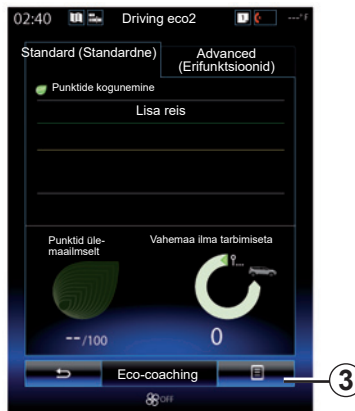 02:40 Driving eco2 ---°F
Standard (Standardne)
Advanced
(Erifunktsioonid)
Punktide kogunemine
Lisa reis
Punktid üle-
maailmselt
Vahemaa ilma tarbimiseta
--/100
0
Eco-coaching
3
OFF